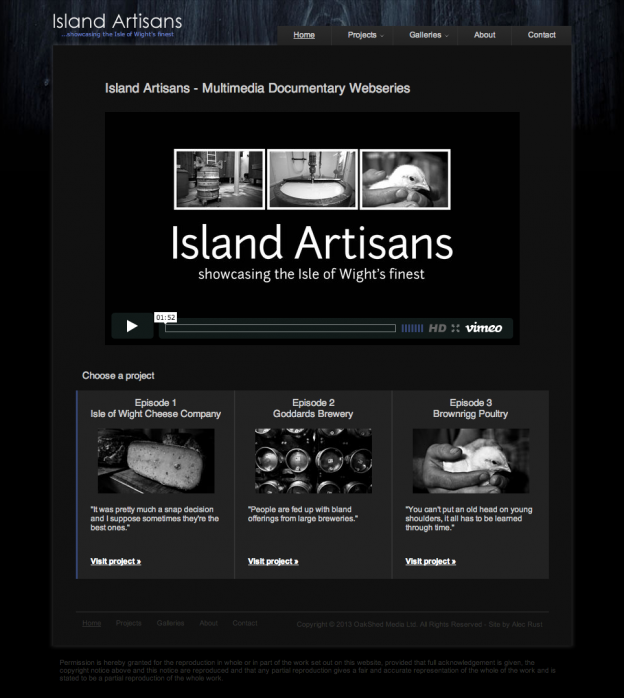 Island Artisans
...showcasing the Isle of Wight's finest
Home Projects Galleries About Contact
Island Artisans - Multimedia Documentary Webseries
Island Artisans
showcasing the Isle of Wight's finest
01:52
HD vimeo
Choose a project
Episode 1
Isle of Wight Cheese Company
"It was pretty much a snap decision
and I suppose sometimes they're the
best ones."
Visit project »
Episode 2
Goddards Brewery
"People are fed up with bland
offerings from large breweries."
Visit project »
Episode 3
Brownrigg Poultry
"You can't put an old head on young
shoulders, it all has to be learned
through time."
Visit project »
Home Projects Galleries About Contact
Copyright © 2013 OakShed Media Ltd. All Rights Reserved - Site by Alec Rust
Permission is hereby granted for the reproduction in whole or in part of the work set out on this website, provided that full acknowledgement is given, the
copyright notice above and this notice are reproduced and that any partial reproduction gives a fair and accurate representation of the whole of the work and is
stated to be a partial reproduction of the whole work.